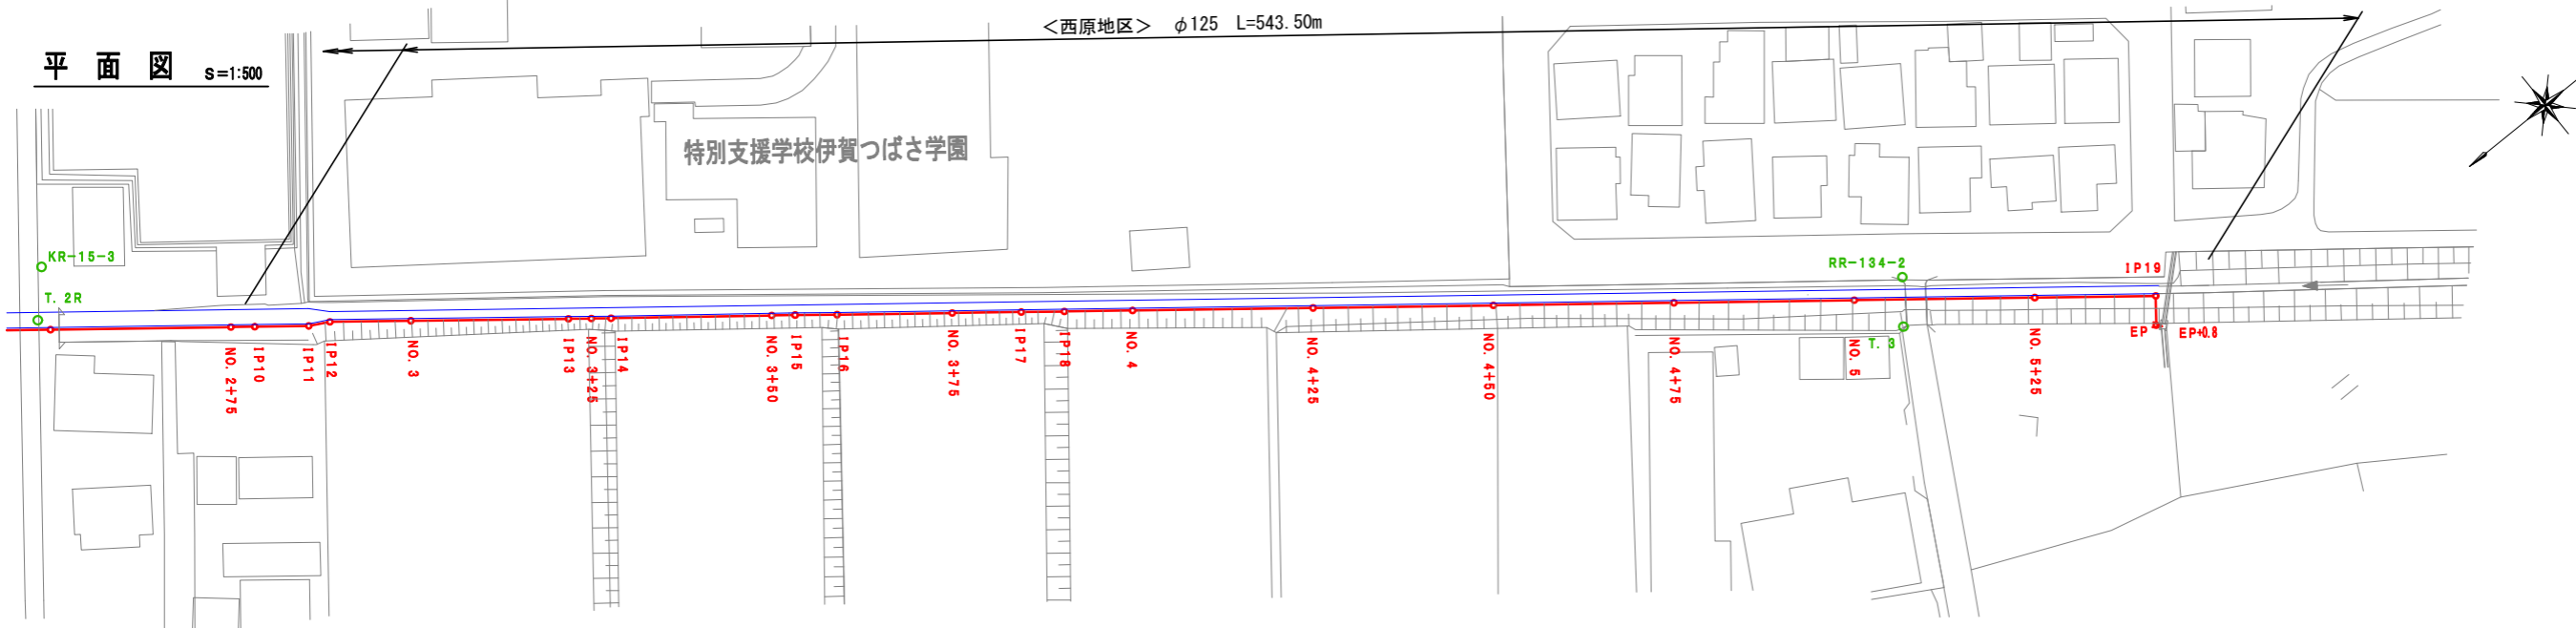 <西原地区> φ125 L=543.50m
平 面 図 S=1:500
特別支援学校伊賀つばさ学園
KR-15-3
T. 2R
RR-134-2
T. 3
IP19
EP
EP+0.8
NO. 2+75
IP10
IP11
IP12
NO. 3
IP13
NO. 3+25
IP14
NO. 3+50
IP15
IP16
NO. 3+75
IP17
IP18
NO. 4
NO. 4+25
NO. 4+50
NO. 4+75
NO. 5
NO. 5+25